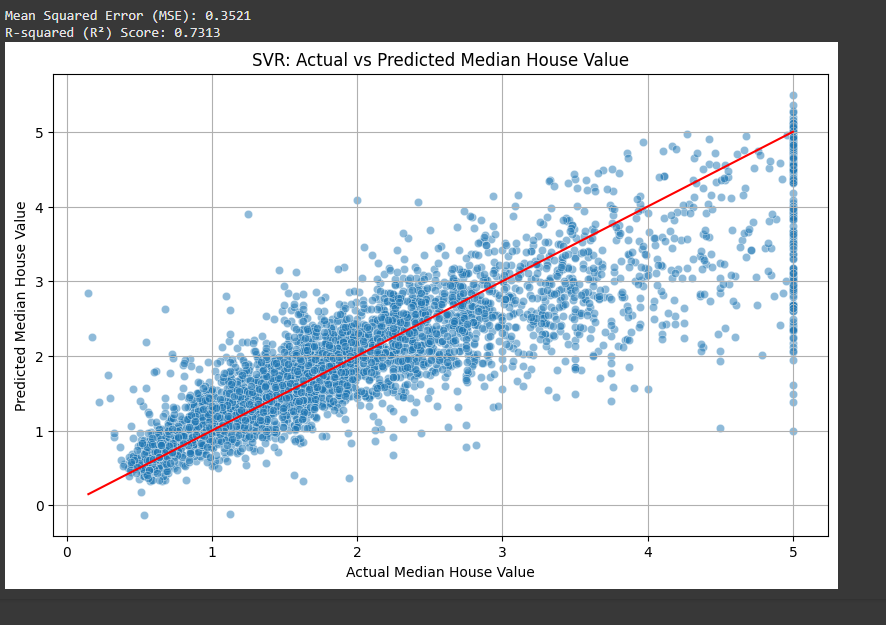 Mean Squared Error (MSE): 0.3521
R-squared (R²) Score: 0.7313
SVR: Actual vs Predicted Median House Value
Predicted Median House Value
5
4
3
2
1
0
0 1 2 3 4 5
Actual Median House Value